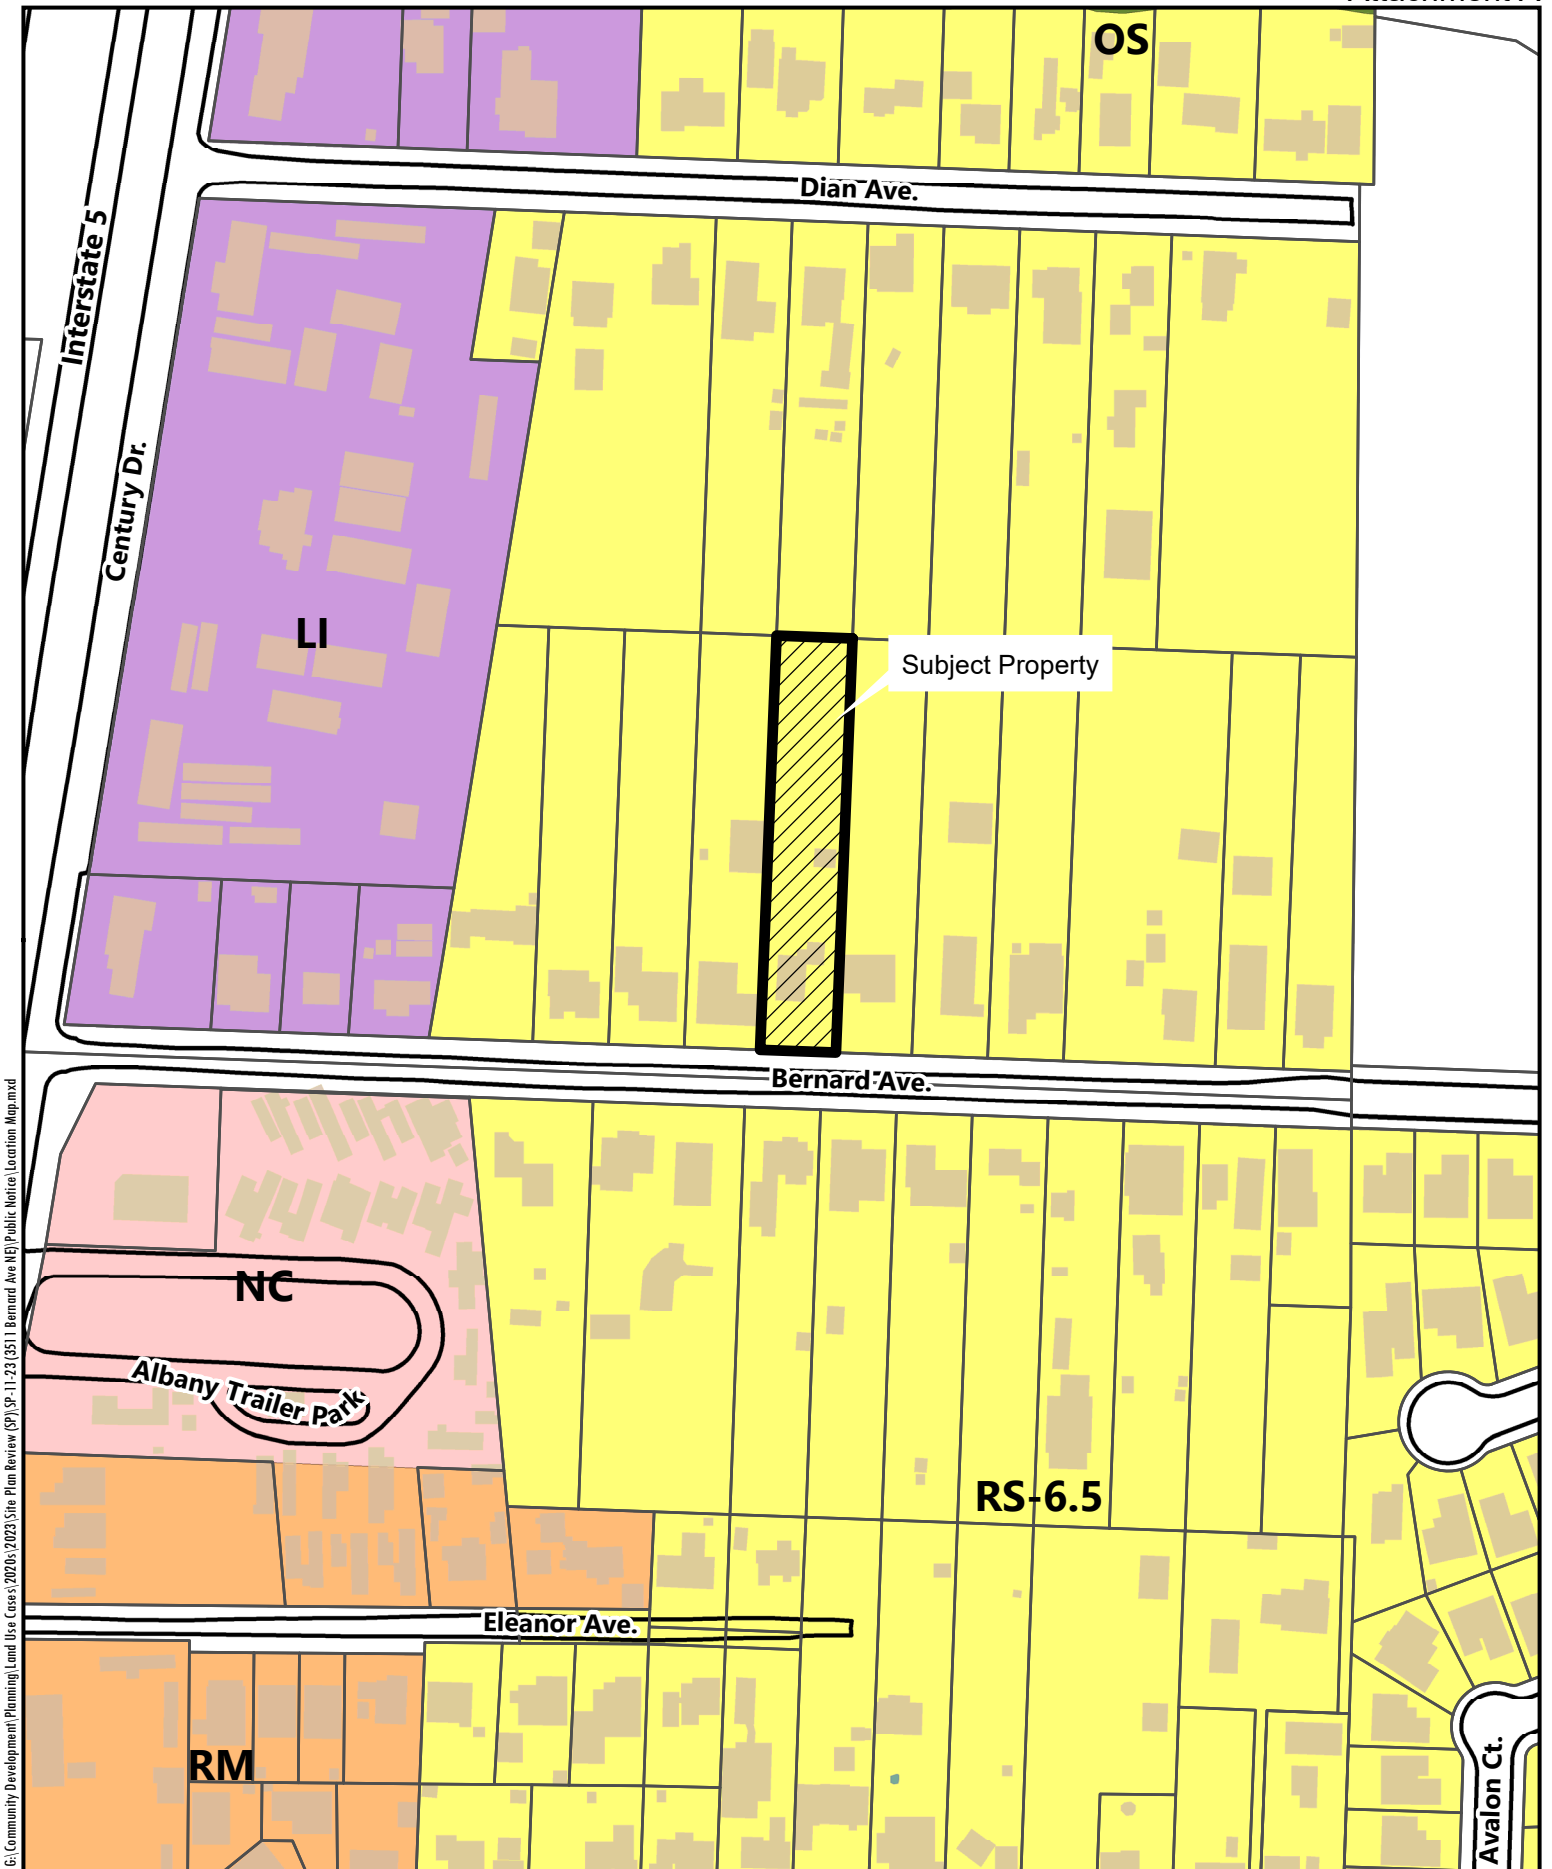 OS
Dian Ave.
Interstate 5
Century Dr.
LI
Subject Property
Bernard Ave.
NC
Albany Trailer Park
RS-6.5
Eleanor Ave.
RM
Avalon Ct.
G:\Community Development\Planning\Land Use Cases\2020s\2023\Site Plan Review (SP)\SP-11-23 (3511 Bernard Ave NE)\Public Notice\Location Map.mxd